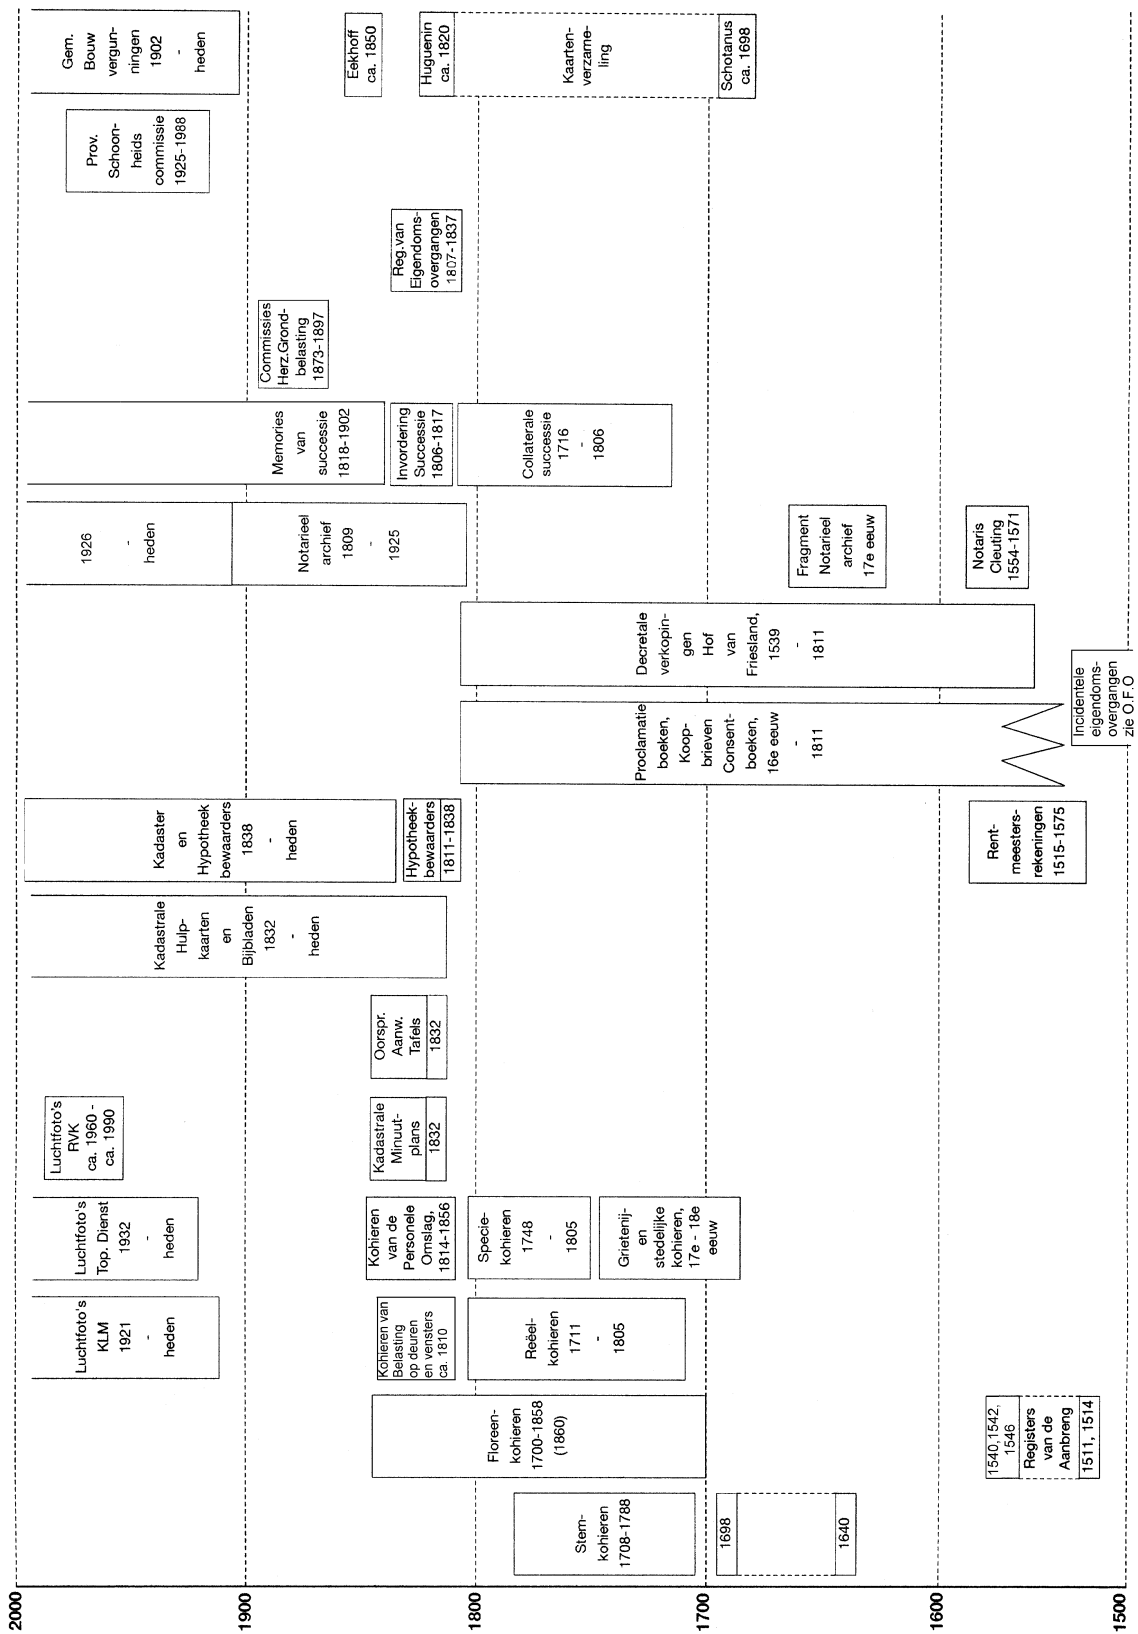 2000
1900
1800
1700
1600
1500
Stem-
kohieren
1708-1788
1698
1640
Floreen-
kohieren
1700-1858
(1860)
1540,1542,
1546
Registers
van de
Aanbreng
1511, 1514
Luchtfoto's
KLM
1921
-
heden
Kohieren van
Belasting
op deuren
en vensters
ca. 1810
Reëel-
kohieren
1711
-
1805
Luchtfoto's
Top. Dienst
1932
-
heden
Kohieren
van de
Personele
Omslag,
1814-1856
Specie-
kohieren
1748
-
1805
Grietenij-
en
stedelijke
kohieren,
17e - 18e
eeuw
Luchtfoto's
RVK
ca. 1960 -
ca. 1990
Kadastrale
Minuut-
plans
1832
Oorspr.
Aanw.
Tafels
1832
Kadastrale
Hulp-
kaarten
en
Bijbladen
1832
-
heden
Kadaster
en
Hypotheek
bewaarders
1838
-
heden
Hypotheek-
bewaarders
1811-1838
Rent-
meesters-
rekeningen
1515-1575
Proclamatie
boeken,
Koop-
brieven
Consent-
boeken,
16e eeuw
-
1811
Incidentele
eigendoms-
overgangen
zie O.F.O
Decretale
verkopin-
gen
Hof
van
Friesland,
1539
-
1811
1926
-
heden
Notarieel
archief
1809
-
1925
Fragment
Notarieel
archief
17e eeuw
Notaris
Cleuting
1554-1571
Memories
van
successie
1818-1902
Invordering
Successie
1806-1817
Collaterale
successie
1716
-
1806
Commissies
Herz.Grond-
belasting
1873-1897
Reg.van
Eigendoms-
overgangen
1807-1837
Prov.
Schoon-
heids
commissie
1925-1988
Gem.
Bouw
vergun-
ningen
1902
-
heden
Eekhoff
ca. 1850
Huguenin
ca. 1820
Kaarten-
verzame-
ling
Schotanus
ca. 1698